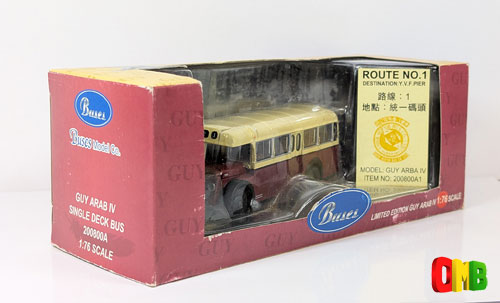 Buses
Buses Model Co.
GUY ARAB IV
SINGLE DECK BUS
200800A
1:76 SCALE
ROUTE NO.1
DESTINATION:Y.V.F.PIER
路線：1
地點：統一碼頭
MODEL: GUY ARBA IV
ITEM NO: 200800A1
Buses
LIMITED EDITION GUY ARAB IV 1:76 SCALE
GUY
OMB